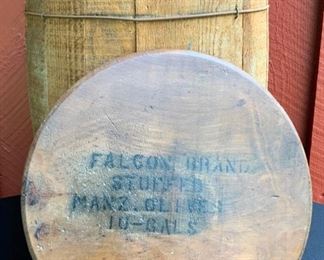 FALCON BRAND
STUFFED
MANZ. OLIVES
10-GALS